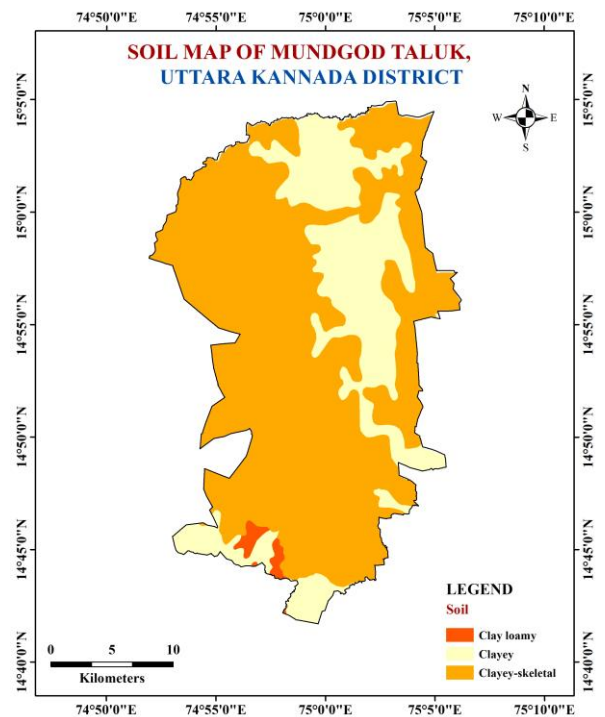 74°50'0"E 74°55'0"E 75°0'0"E 75°5'0"E 75°10'0"E
SOIL MAP OF MUNDGOD TALUK,
UTTARA KANNADA DISTRICT
N
W E
S
15°5'0"N 15°5'0"N
15°0'0"N 15°0'0"N
14°55'0"N 14°55'0"N
14°50'0"N 14°50'0"N
14°45'0"N 14°45'0"N
14°40'0"N 14°40'0"N
LEGEND
Soil
Clay loamy
Clayey
Clayey-skeletal
0 5 10
Kilometers
74°50'0"E 74°55'0"E 75°0'0"E 75°5'0"E 75°10'0"E